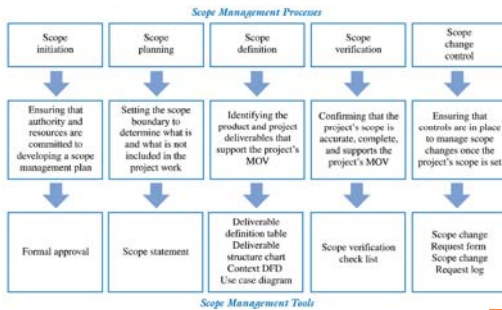 Scope Management Processes
Scope
initiation
Scope
planning
Scope
definition
Scope
verification
Scope
change
control
Ensuring that
authority and
resources are
committed to
developing a scope
management plan
Setting the scope
boundary to
determine what is
and what is not
included in the
project work
Identifying the
product and project
deliverables that
support the project's
MOV
Confirming that the
project's scope is
accurate, complete,
and supports the
project's MOV
Ensuring that
controls are in place
to manage scope
changes once the
project's scope is set
Formal approval
Scope statement
Deliverable
definition table
Deliverable
structure chart
Context DFD
Use case diagram
Scope verification
check list
Scope change
Request form
Scope change
Request log
Scope Management Tools